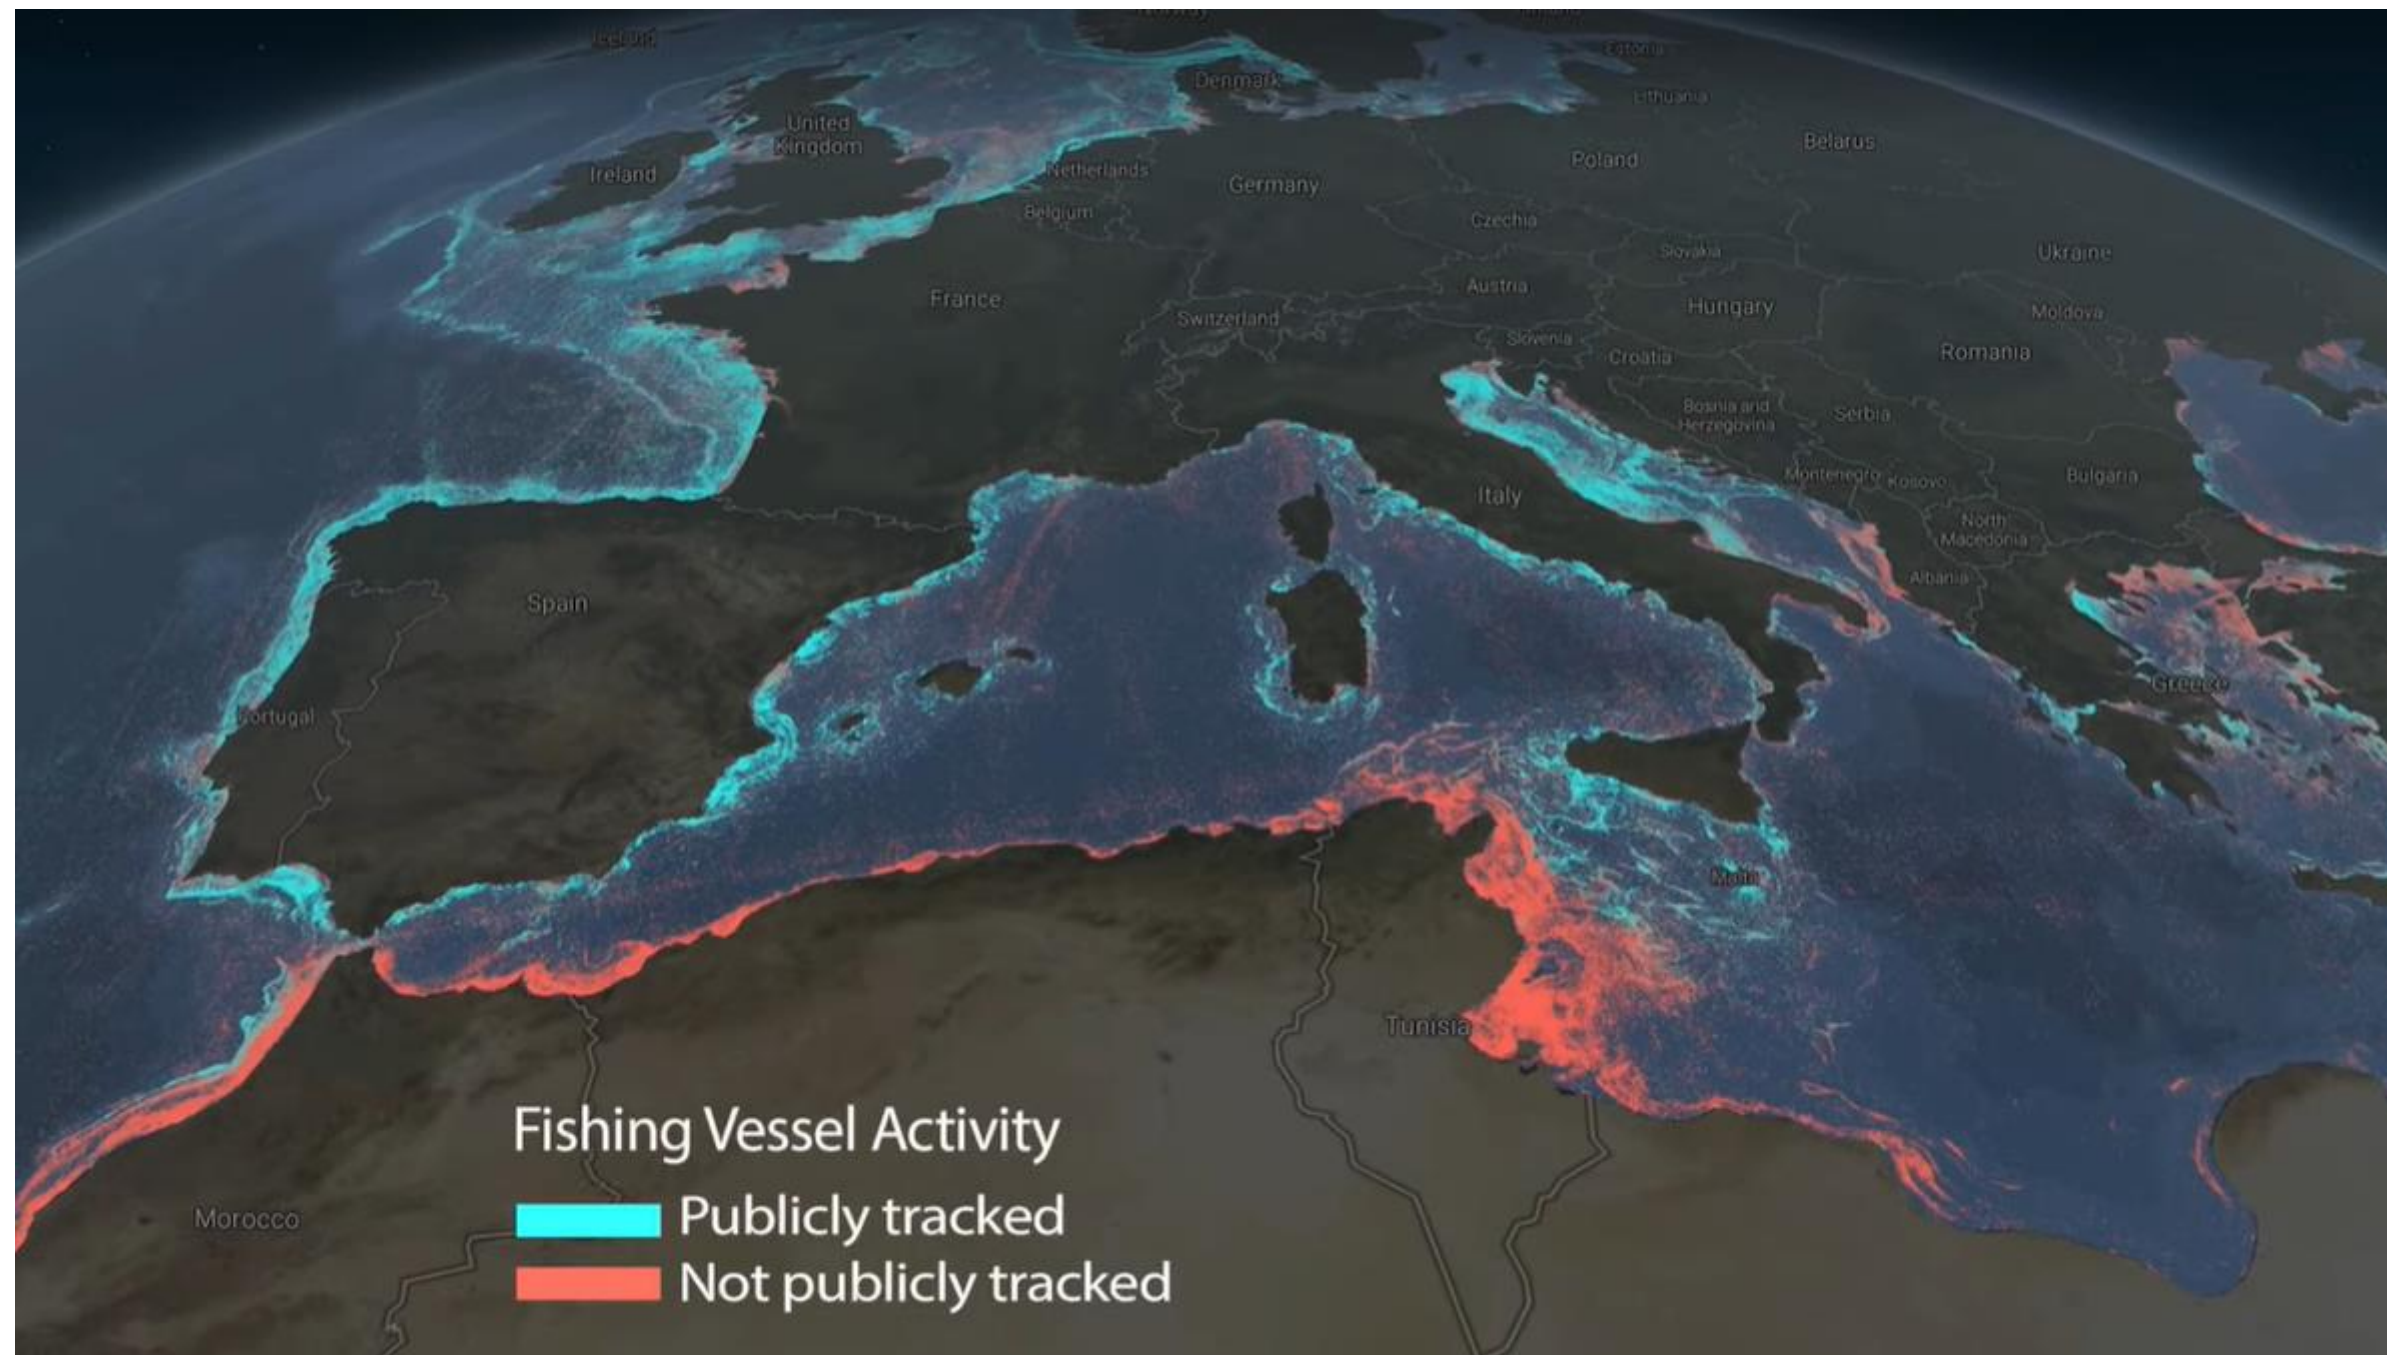 Iceland
Norway
Estonia
Denmark
Lithuania
United
Kingdom
Belarus
Poland
Netherlands
Ireland
Germany
Belgium
Czechia
Slovakia
Ukraine
Austria
France
Hungary
Moldova
Switzerland
Slovenia
Croatia
Romania
Bosnia and
Herzegovina
Serbia
Montenegro
Kosovo
Bulgaria
Italy
North
Macedonia
Albania
Spain
Greece
Portugal
Malta
Tunisia
Morocco
Fishing Vessel Activity
Publicly tracked
Not publicly tracked